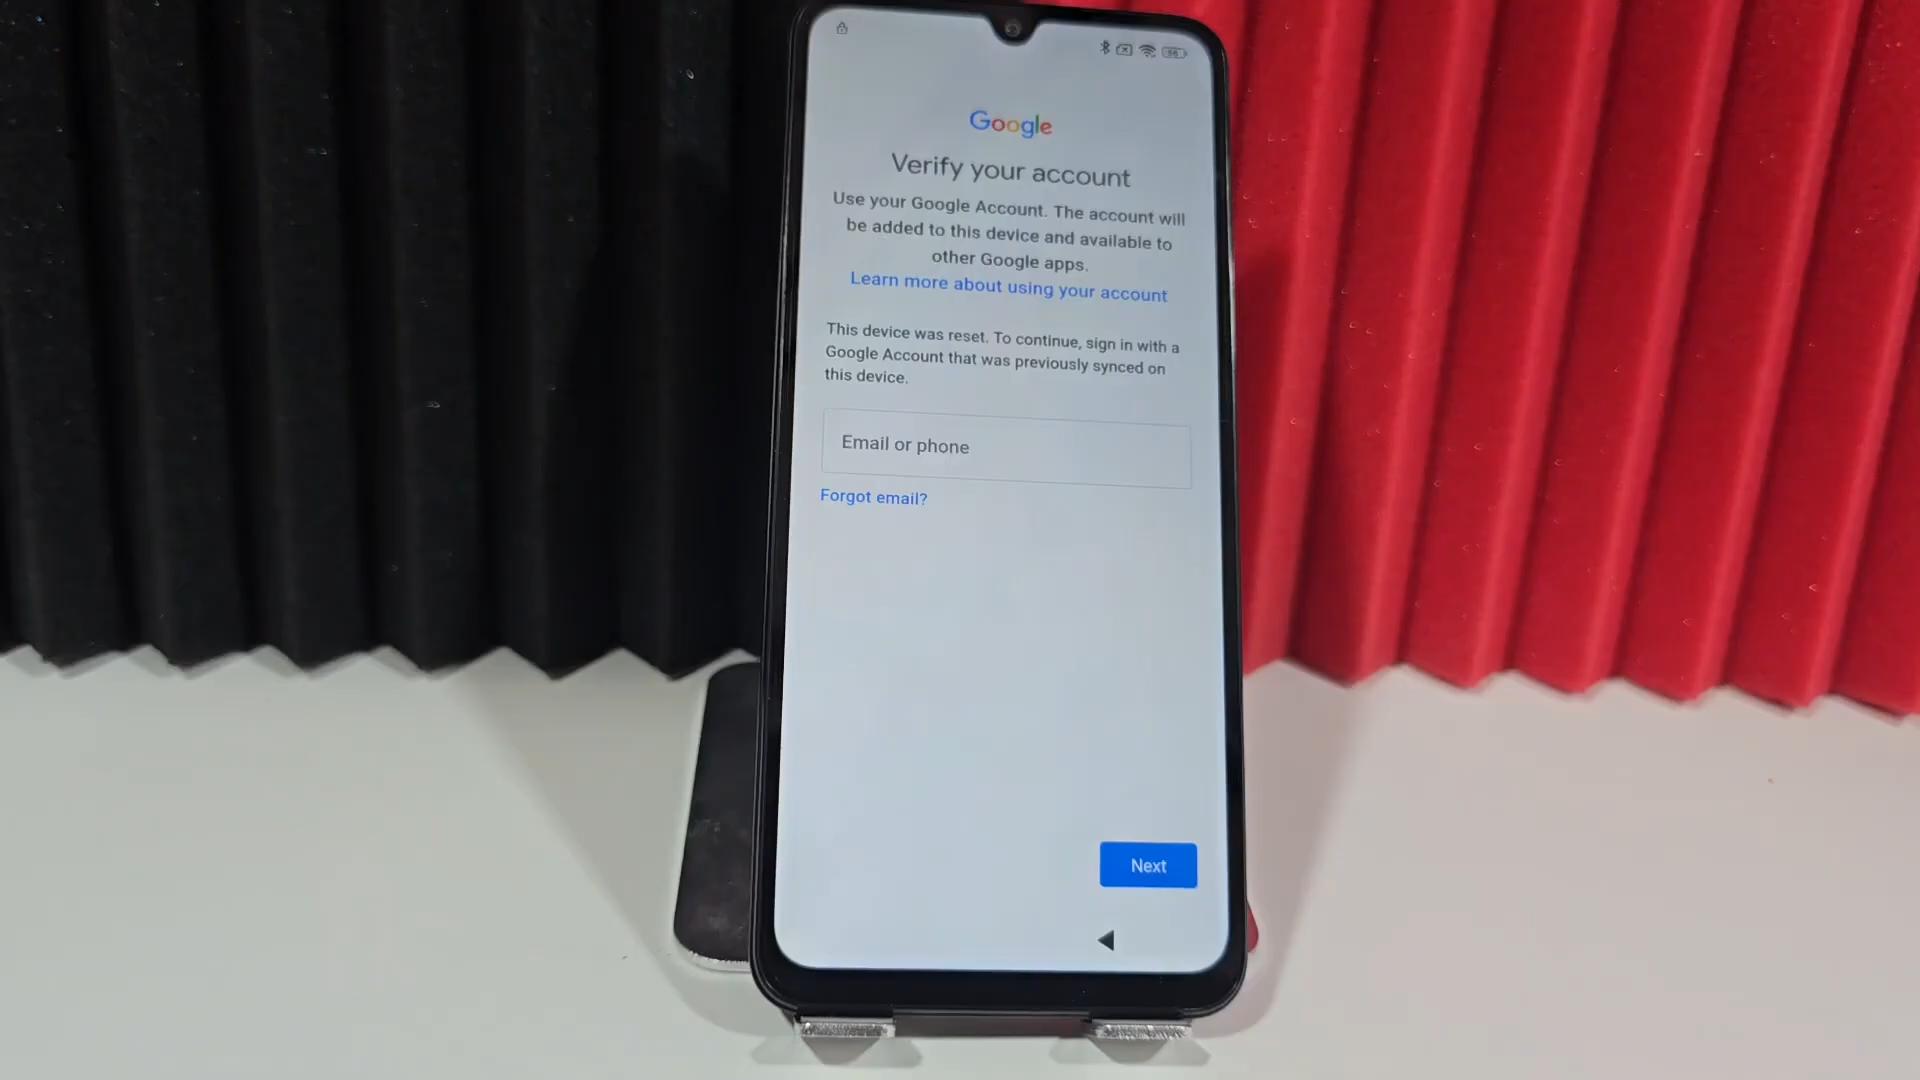 Google
Verify your account
Use your Google Account. The account will
be added to this device and available to
other Google apps.
Learn more about using your account
This device was reset. To continue, sign in with a
Google Account that was previously synced on
this device.
Email or phone
Forgot email?
Next